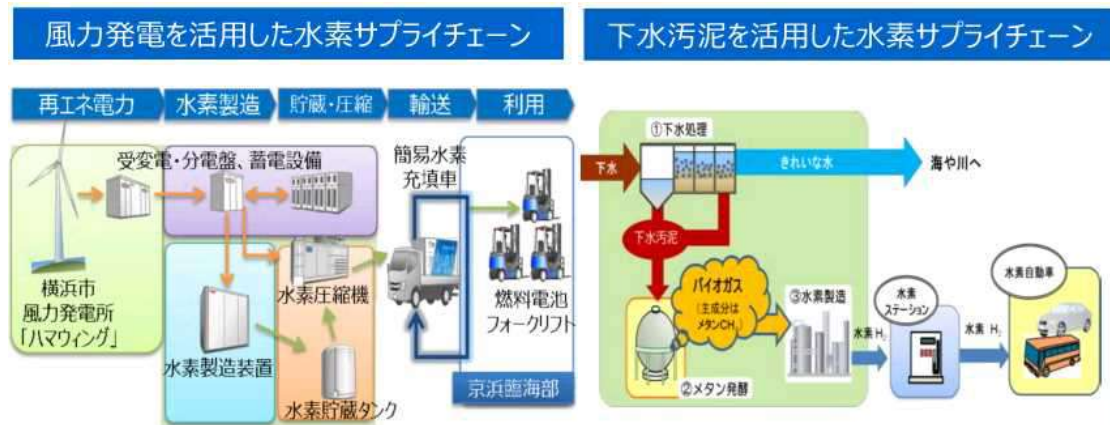 風力発電を活用した水素サプライチェーン
再エネ電力
水素製造
貯蔵・圧縮
輸送
利用
受変電・分電盤、蓄電設備
簡易水素
充填車
横浜市
風力発電所
「ハマウィング」
水素圧縮機
水素製造装置
水素貯蔵タンク
燃料電池
フォークリフト
京浜臨海部
下水汚泥を活用した水素サプライチェーン
①下水処理
下水
きれいな水
海や川へ
下水汚泥
バイオガス
(主成分は
メタンCH₄)
②メタン発酵
③水素製造
水素 H₂
水素
ステーション
水素 H₂
水素自動車